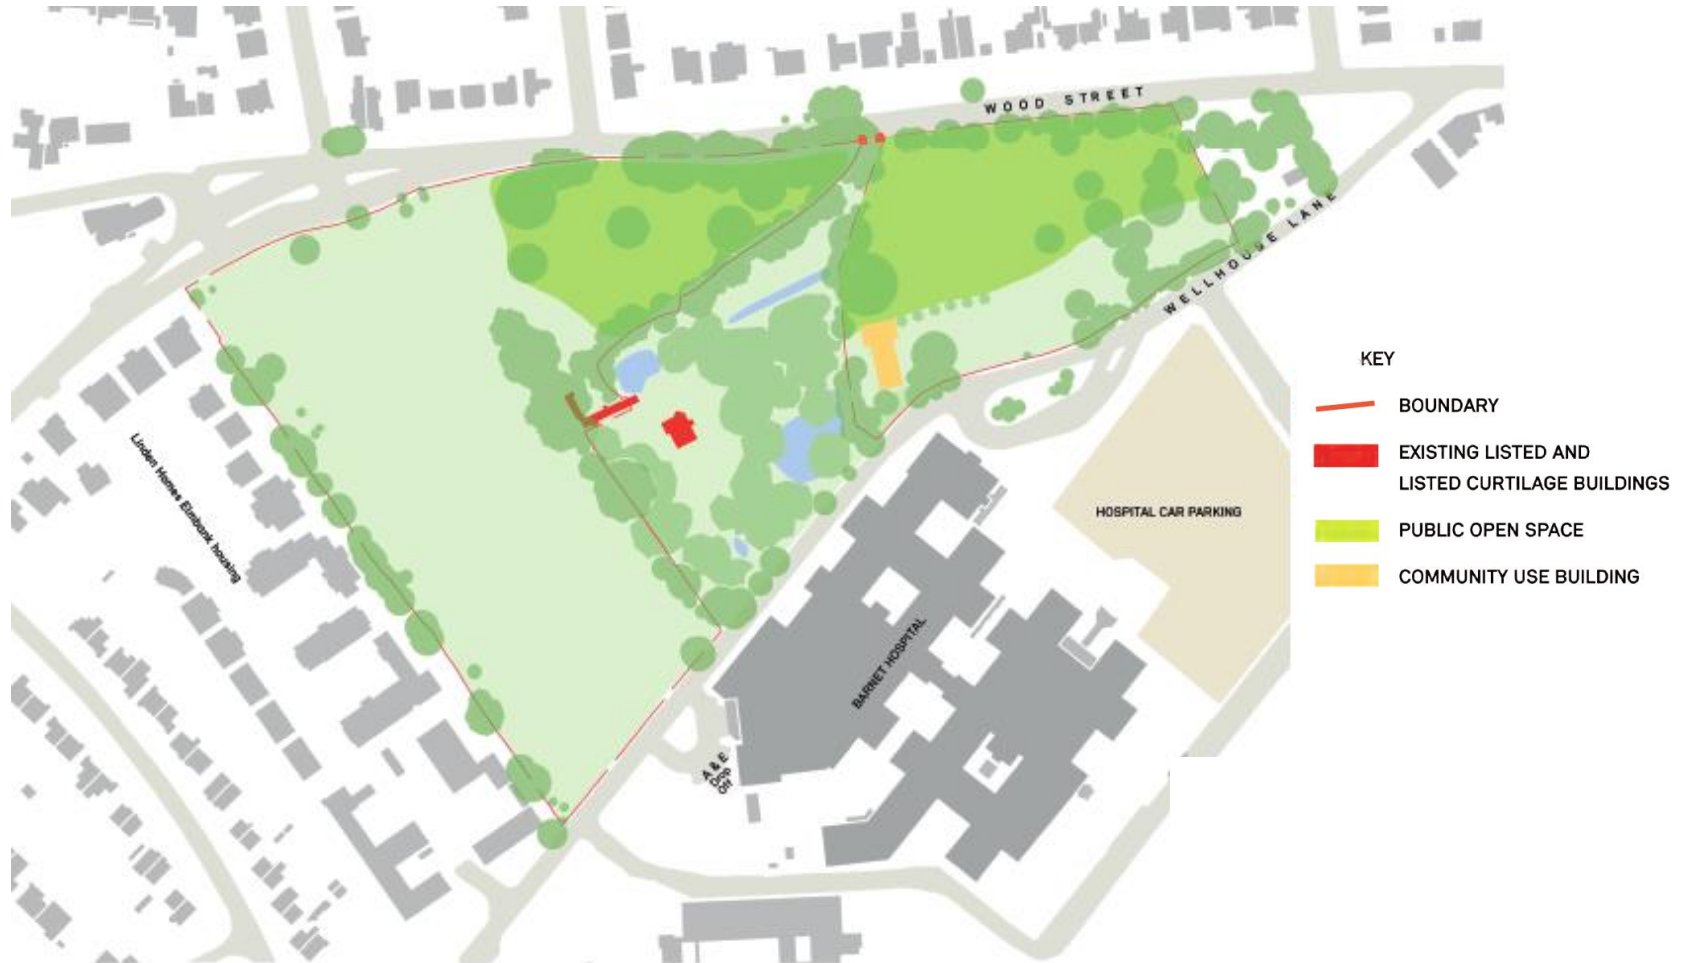 WOOD STREET
WELLHOUSE LANE
KEY
BOUNDARY
EXISTING LISTED AND
LISTED CURTILAGE BUILDINGS
PUBLIC OPEN SPACE
COMMUNITY USE BUILDING
Linden Homes Elmbank housing
HOSPITAL CAR PARKING
BARNET HOSPITAL
A & E
Drop
Off